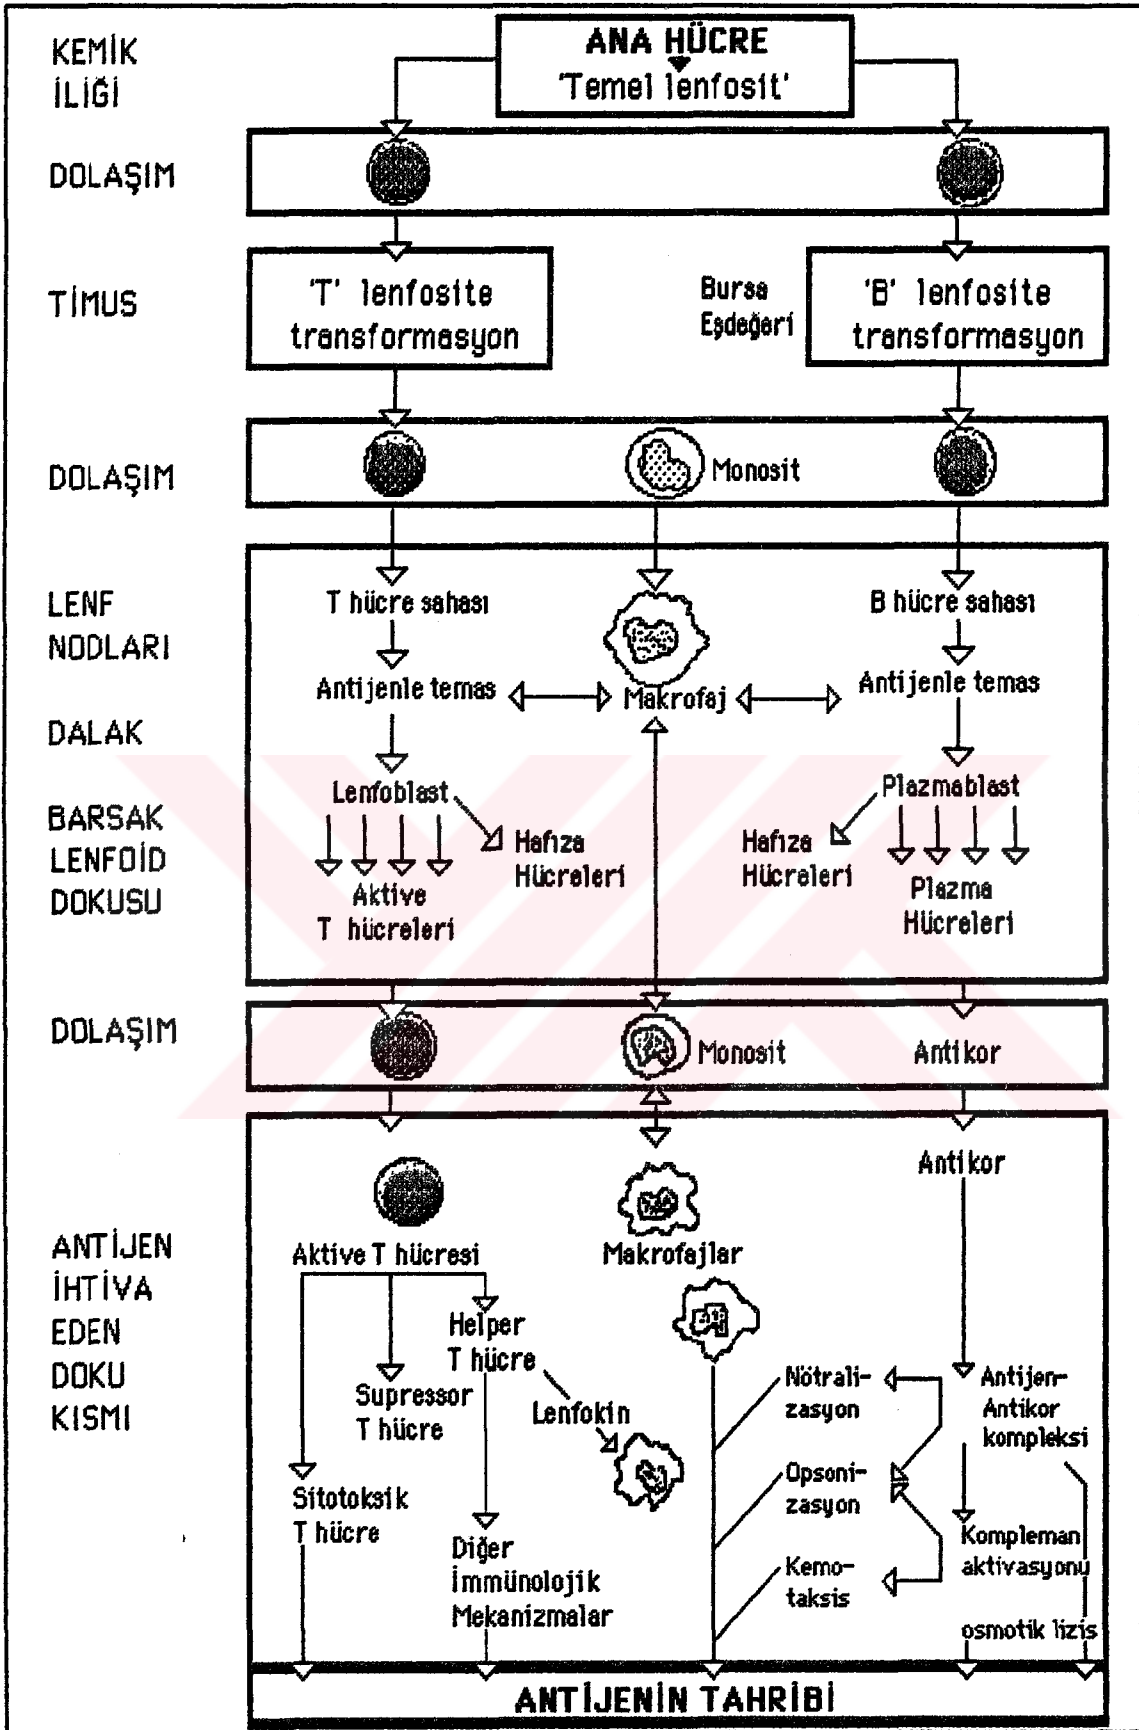 KEMİK
İLİĞİ
ANA HÜCRE
'Temel lenfosit'
DOLAŞIM
TİMUS
'T' lenfosite
transformasyon
Bursa
Eşdeğeri
'B' lenfosite
transformasyon
DOLAŞIM
Monosit
LENF
NODLARI
DALAK
BARSAK
LENFOİD
DOKUSU
T hücre sahası
B hücre sahası
Antijenle temas
Makrofaj
Antijenle temas
Lenfoblast
Plazmablast
Hafıza
Hücreleri
Hafıza
Hücreleri
Aktive
T hücreleri
Plazma
Hücreleri
DOLAŞIM
Monosit
Antikor
ANTİJEN
İHTİVA
EDEN
DOKU
KISMI
Antikor
Aktive T hücresi
Makrofajlar
Helper
T hücre
Supressor
T hücre
Lenfokin
Sitotoksik
T hücre
Diğer
İmmünolojik
Mekanizmalar
Nötrali-
zasyon
Opsoni-
zasyon
Kemo-
taksis
Antijen-
Antikor
kompleksi
Kompleman
aktivasyonu
osmotik lizis
ANTİJENİN TAHRİBİ